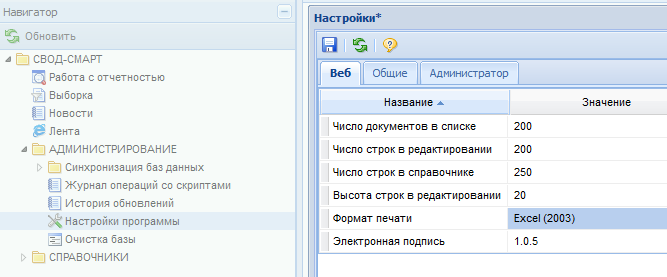 Навигатор
Обновить
СВОД-СМАРТ
Работа с отчетностью
Выборка
Новости
Лента
АДМИНИСТРИРОВАНИЕ
Синхронизация баз данных
Журнал операций со скриптами
История обновлений
Настройки программы
Очистка базы
СПРАВОЧНИКИ
Настройки*
Веб Общие Администратор
Название Значение
Число документов в списке 200
Число строк в редактировании 200
Число строк в справочнике 250
Высота строк в редактировании 20
Формат печати Excel (2003)
Электронная подпись 1.0.5